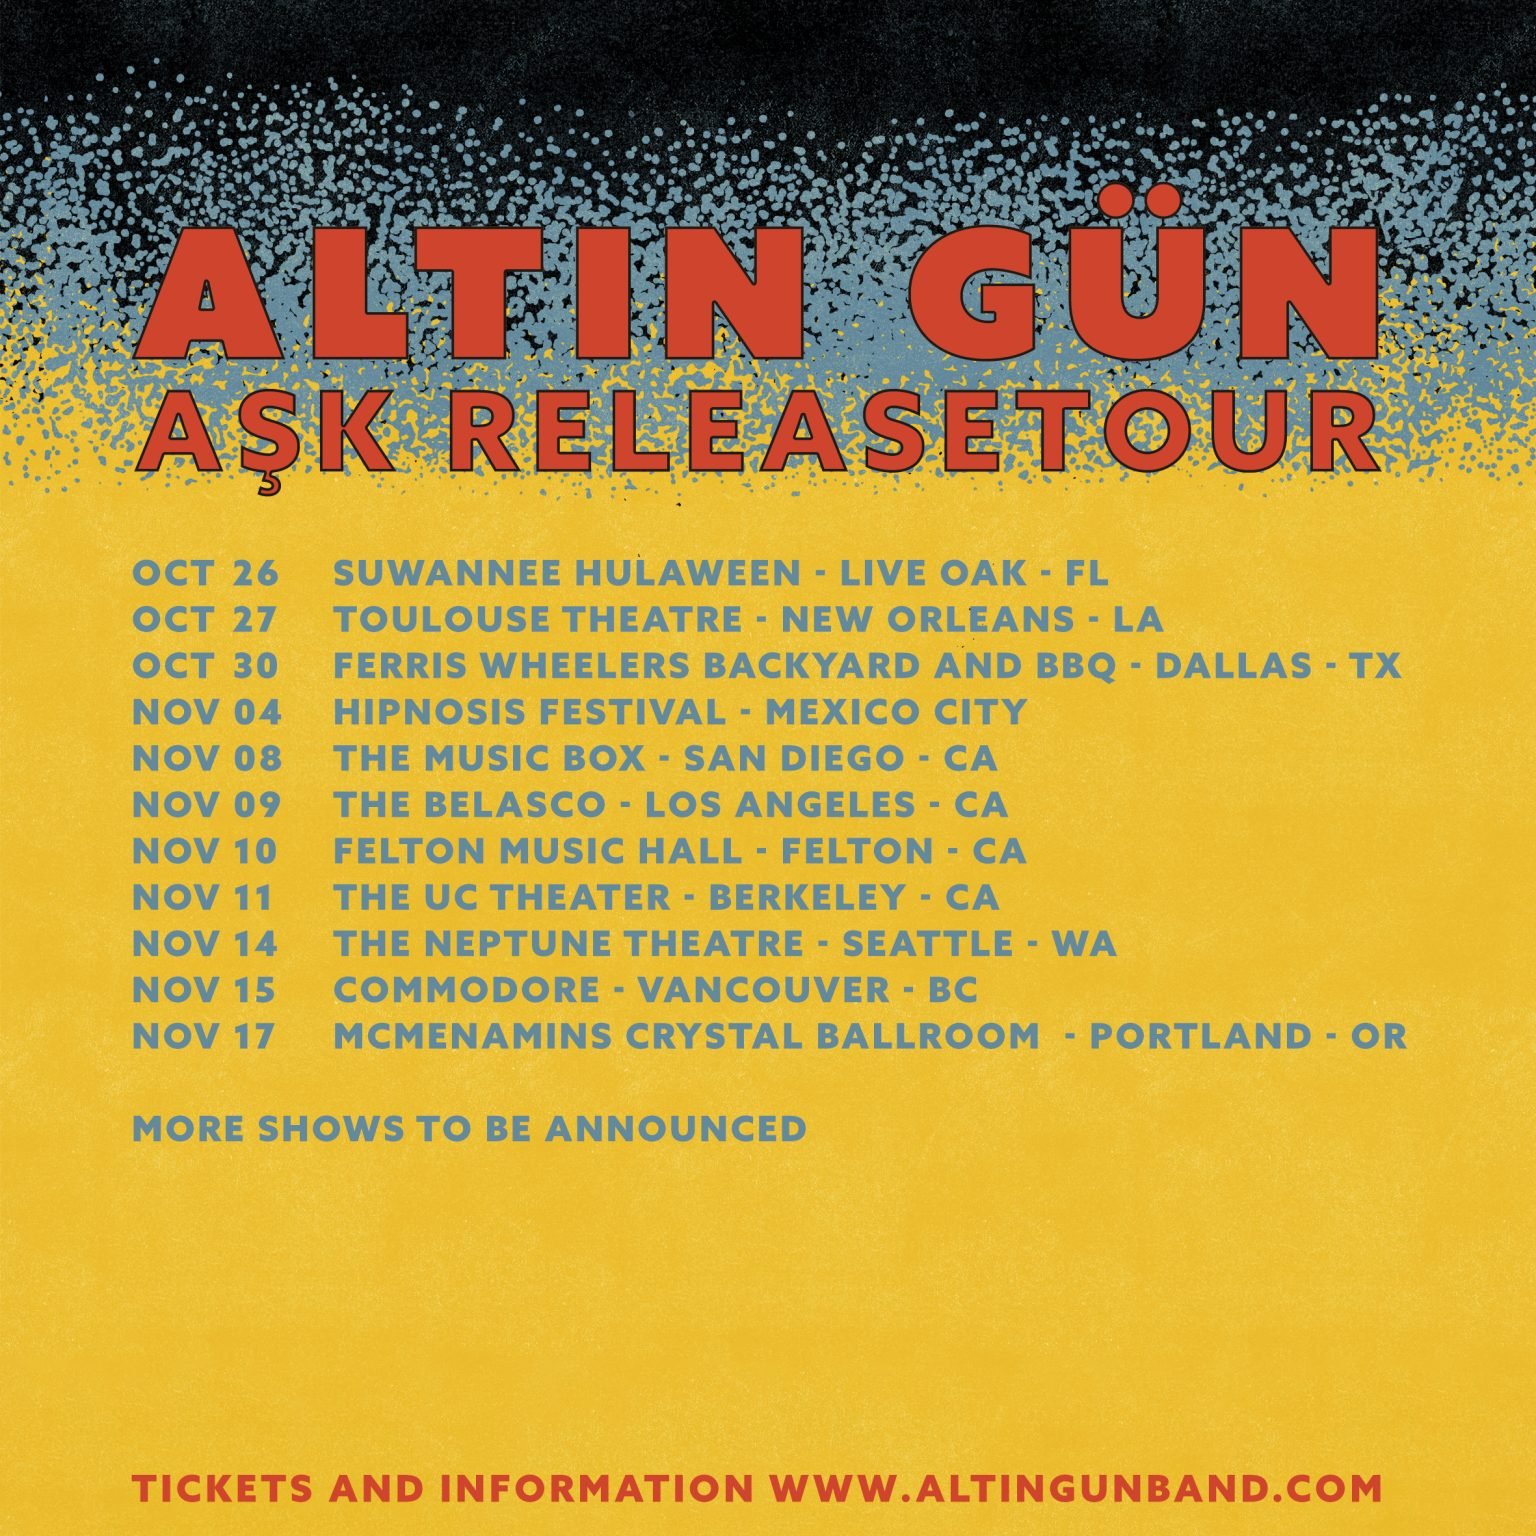 ALTIN GÜN
AŞK RELEASETOUR
OCT 26 SUWANNEE HULAWEEN - LIVE OAK - FL
OCT 27 TOULOUSE THEATRE - NEW ORLEANS - LA
OCT 30 FERRIS WHEELERS BACKYARD AND BBQ - DALLAS - TX
NOV 04 HIPNOSIS FESTIVAL - MEXICO CITY
NOV 08 THE MUSIC BOX - SAN DIEGO - CA
NOV 09 THE BELASCO - LOS ANGELES - CA
NOV 10 FELTON MUSIC HALL - FELTON - CA
NOV 11 THE UC THEATER - BERKELEY - CA
NOV 14 THE NEPTUNE THEATRE - SEATTLE - WA
NOV 15 COMMODORE - VANCOUVER - BC
NOV 17 MCMENAMINS CRYSTAL BALLROOM - PORTLAND - OR
MORE SHOWS TO BE ANNOUNCED
TICKETS AND INFORMATION WWW.ALTINGUNBAND.COM